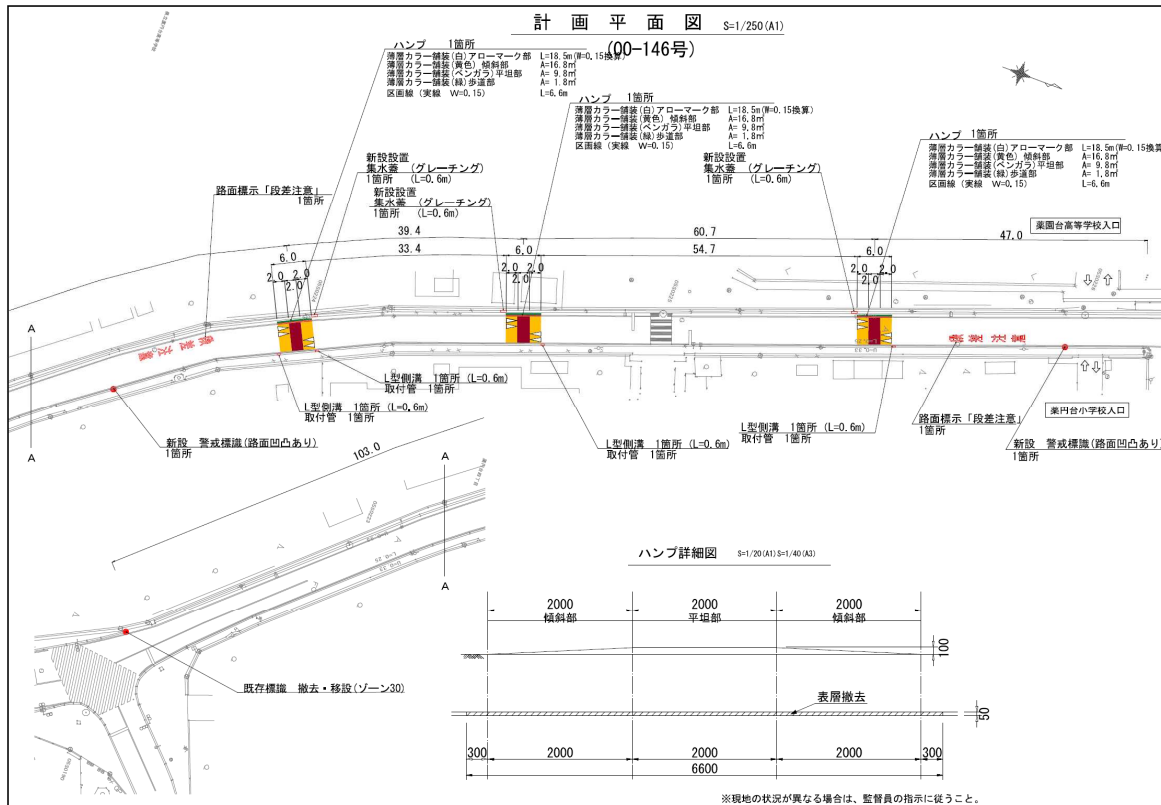 計画平面図 S=1/250(A1)
(00-146号)
ハンプ 1箇所
薄層カラー舗装(白)アローマーク部 L=18.5m(W=0.15換算)
薄層カラー舗装(黄色)傾斜部 A=16.8㎡
薄層カラー舗装(ベンガラ)平坦部 A= 9.8㎡
薄層カラー舗装(緑)歩道部 A= 1.8㎡
区画線(実線 W=0.15) L=6.6m
ハンプ 1箇所
薄層カラー舗装(白)アローマーク部 L=18.5m(W=0.15換算)
薄層カラー舗装(黄色)傾斜部 A=16.8㎡
薄層カラー舗装(ベンガラ)平坦部 A= 9.8㎡
薄層カラー舗装(緑)歩道部 A= 1.8㎡
区画線(実線 W=0.15) L=6.6m
ハンプ 1箇所
薄層カラー舗装(白)アローマーク部 L=18.5m(W=0.15換算)
薄層カラー舗装(黄色)傾斜部 A=16.8㎡
薄層カラー舗装(ベンガラ)平坦部 A= 9.8㎡
薄層カラー舗装(緑)歩道部 A= 1.8㎡
区画線(実線 W=0.15) L=6.6m
新設設置
集水蓋 (グレーチング)
1箇所 (L=0.6m)
新設設置
集水蓋 (グレーチング)
1箇所 (L=0.6m)
新設設置
集水蓋 (グレーチング)
1箇所 (L=0.6m)
路面標示「段差注意」
1箇所
薬園台高等学校入口
39.4
60.7
47.0
33.4
54.7
6.0
2.0
2.0
2.0
6.0
2.0
2.0
2.0
6.0
2.0
2.0
2.0
A
A
段差注意
段差注意
L型側溝 1箇所(L=0.6m)
取付管 1箇所
L型側溝 1箇所(L=0.6m)
取付管 1箇所
L型側溝 1箇所(L=0.6m)
取付管 1箇所
L型側溝 1箇所(L=0.6m)
取付管 1箇所
路面標示「段差注意」
1箇所
薬円台小学校入口
新設 警戒標識(路面凹凸あり)
1箇所
新設 警戒標識(路面凹凸あり)
1箇所
103.0
A
A
既存標識 撤去・移設(ゾーン30)
ハンプ詳細図 S=1/20(A1)S=1/40(A3)
2000
2000
2000
傾斜部
平坦部
傾斜部
100
表層撤去
50
300
2000
2000
2000
300
6600
※現地の状況が異なる場合は、監督員の指示に従うこと。